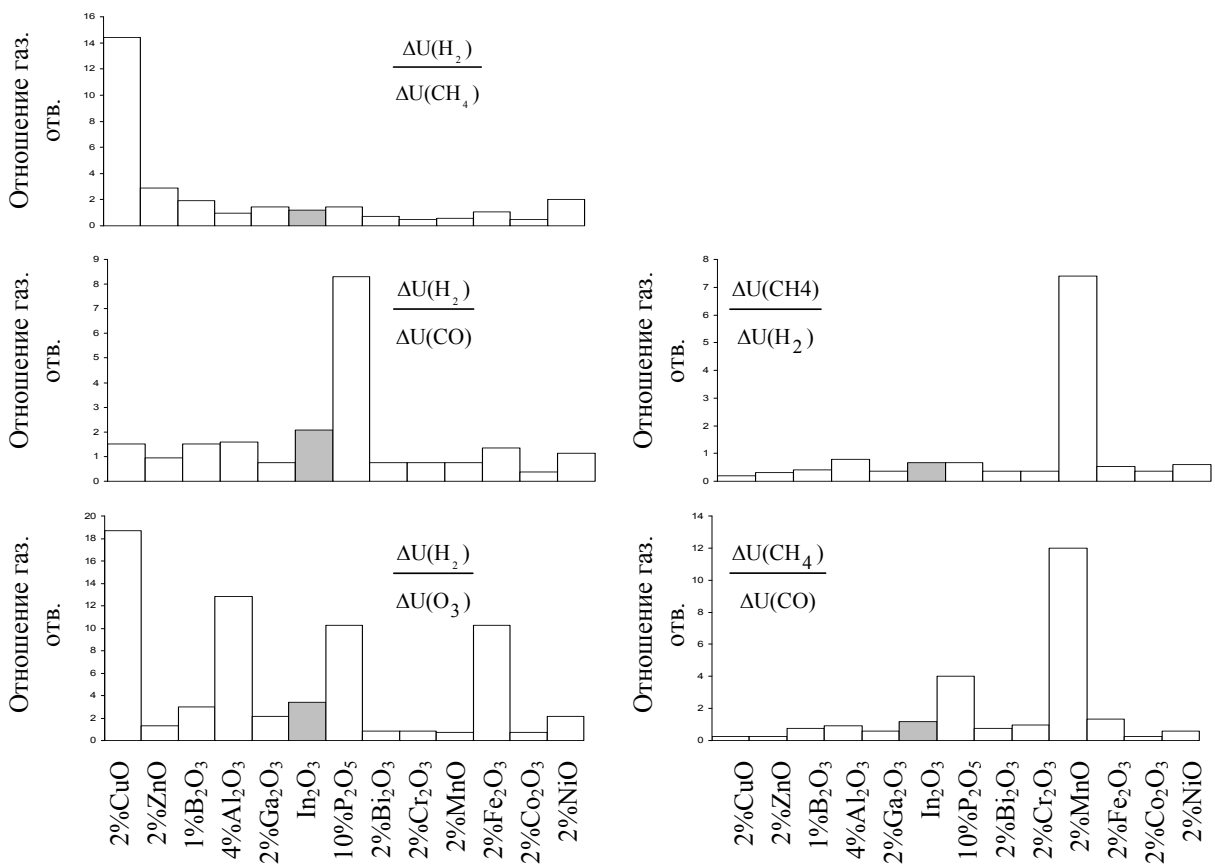 Отношение газ.
отв.
16
14
12
10
8
6
4
2
0
ΔU(H₂)
ΔU(CH₄)
Отношение газ.
отв.
9
8
7
6
5
4
3
2
1
0
ΔU(H₂)
ΔU(CO)
Отношение газ.
отв.
8
7
6
5
4
3
2
1
0
ΔU(CH4)
ΔU(H₂)
Отношение газ.
отв.
20
18
16
14
12
10
8
6
4
2
0
ΔU(H₂)
ΔU(O₃)
2%CuO
2%ZnO
1%B₂O₃
4%Al₂O₃
2%Ga₂O₃
In₂O₃
10%P₂O₅
2%Bi₂O₃
2%Cr₂O₃
2%MnO
2%Fe₂O₃
2%Co₂O₃
2%NiO
Отношение газ.
отв.
14
12
10
8
6
4
2
0
ΔU(CH₄)
ΔU(CO)
2%CuO
2%ZnO
1%B₂O₃
4%Al₂O₃
2%Ga₂O₃
In₂O₃
10%P₂O₅
2%Bi₂O₃
2%Cr₂O₃
2%MnO
2%Fe₂O₃
2%Co₂O₃
2%NiO